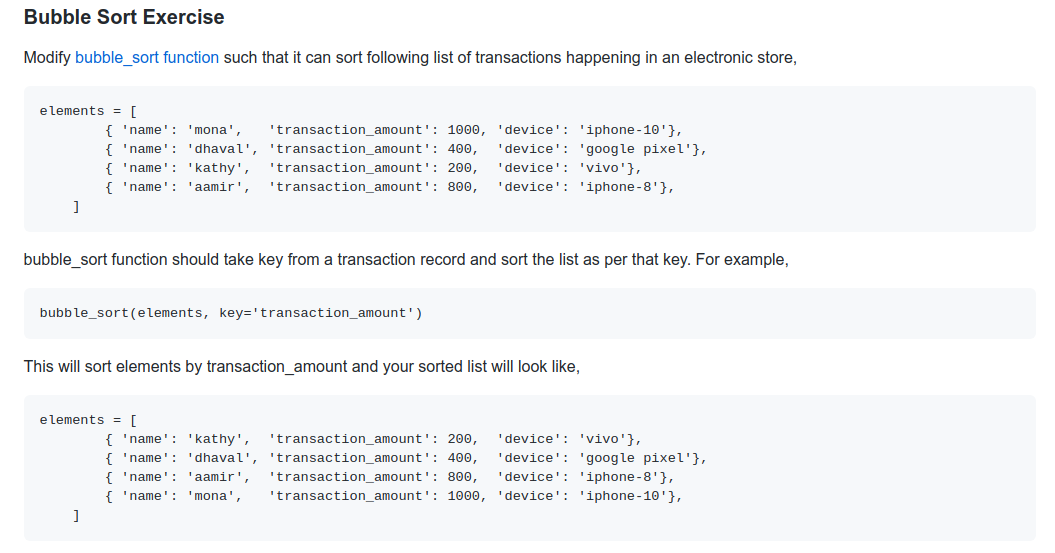 Bubble Sort Exercise
Modify bubble_sort function such that it can sort following list of transactions happening in an electronic store,
elements = [
        { 'name': 'mona',   'transaction_amount': 1000, 'device': 'iphone-10'},
        { 'name': 'dhaval', 'transaction_amount': 400,  'device': 'google pixel'},
        { 'name': 'kathy',  'transaction_amount': 200,  'device': 'vivo'},
        { 'name': 'aamir',  'transaction_amount': 800,  'device': 'iphone-8'},
    ]
bubble_sort function should take key from a transaction record and sort the list as per that key. For example,
bubble_sort(elements, key='transaction_amount')
This will sort elements by transaction_amount and your sorted list will look like,
elements = [
        { 'name': 'kathy',  'transaction_amount': 200,  'device': 'vivo'},
        { 'name': 'dhaval', 'transaction_amount': 400,  'device': 'google pixel'},
        { 'name': 'aamir',  'transaction_amount': 800,  'device': 'iphone-8'},
        { 'name': 'mona',   'transaction_amount': 1000, 'device': 'iphone-10'},
    ]